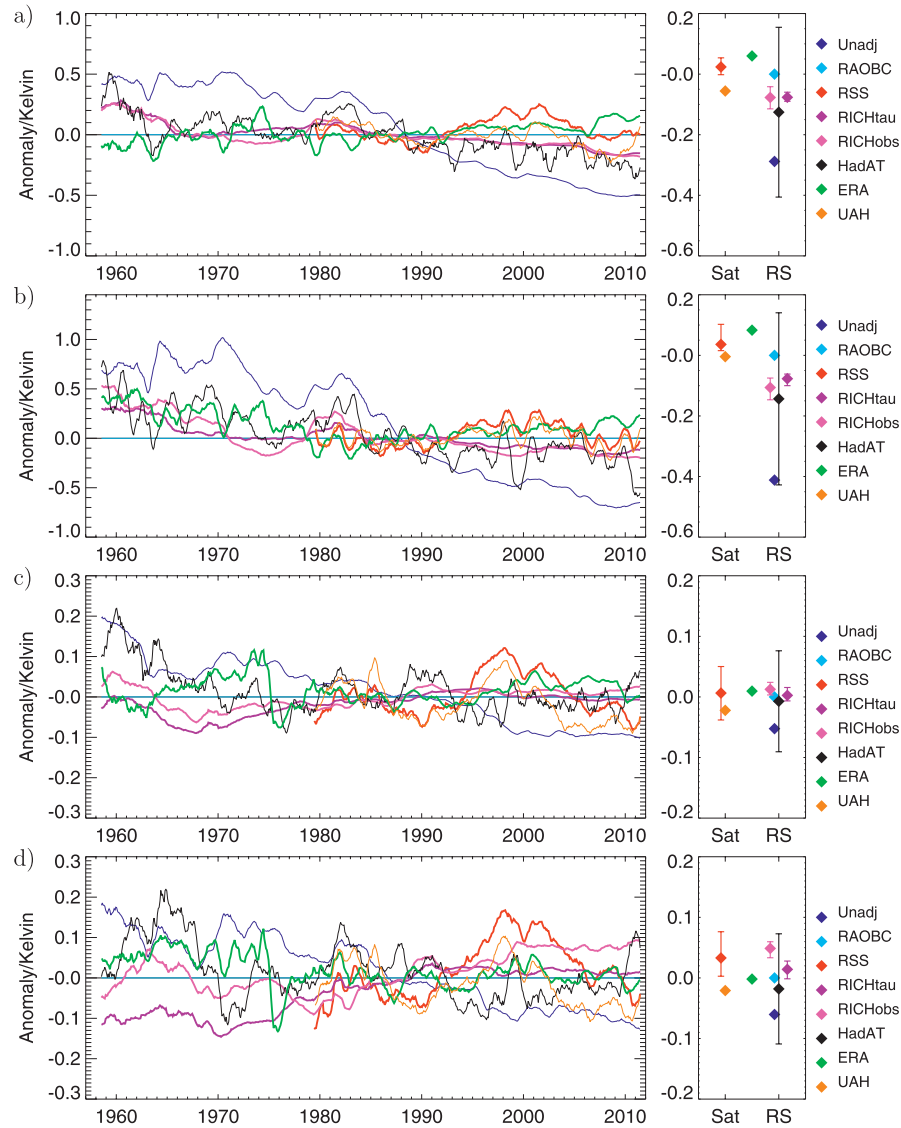 a)
Anomaly/Kelvin
1.0
0.5
0.0
-0.5
-1.0
1960 1970 1980 1990 2000 2010
0.2
-0.0
-0.2
-0.4
-0.6
Sat RS
Unadj
RAOBC
RSS
RICHtau
RICHobs
HadAT
ERA
UAH
b)
Anomaly/Kelvin
1.0
0.5
0.0
-0.5
-1.0
1960 1970 1980 1990 2000 2010
0.2
-0.0
-0.2
-0.4
-0.6
Sat RS
Unadj
RAOBC
RSS
RICHtau
RICHobs
HadAT
ERA
UAH
c)
Anomaly/Kelvin
0.3
0.2
0.1
-0.0
-0.1
-0.2
-0.3
1960 1970 1980 1990 2000 2010
0.2
0.1
0.0
-0.1
-0.2
Sat RS
Unadj
RAOBC
RSS
RICHtau
RICHobs
HadAT
ERA
UAH
d)
Anomaly/Kelvin
0.3
0.2
0.1
-0.0
-0.1
-0.2
-0.3
1960 1970 1980 1990 2000 2010
0.2
0.1
0.0
-0.1
-0.2
Sat RS
Unadj
RAOBC
RSS
RICHtau
RICHobs
HadAT
ERA
UAH